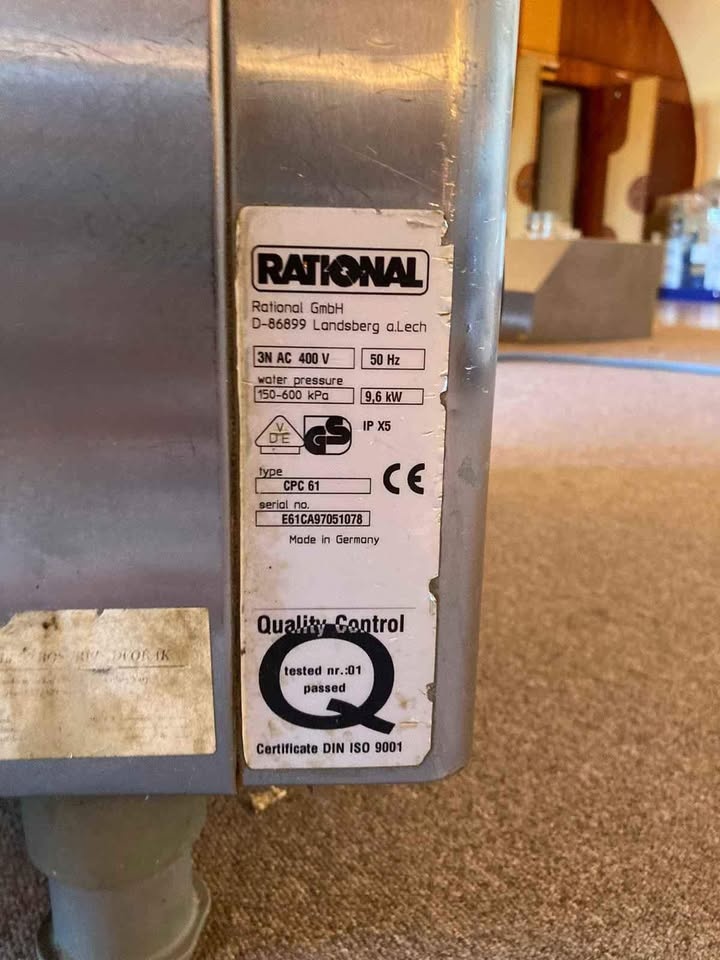 RATIONAL
Rational GmbH
D-86899 Landsberg a.Lech
3N AC 400 V
50 Hz
water pressure
150-600 kPa
9,6 kW
VDE
GS
IP X5
type
CPC 61
CE
serial no.
E61CA97051078
Made in Germany
Quality Control
Q
tested nr.:01
passed
Certificate DIN ISO 9001